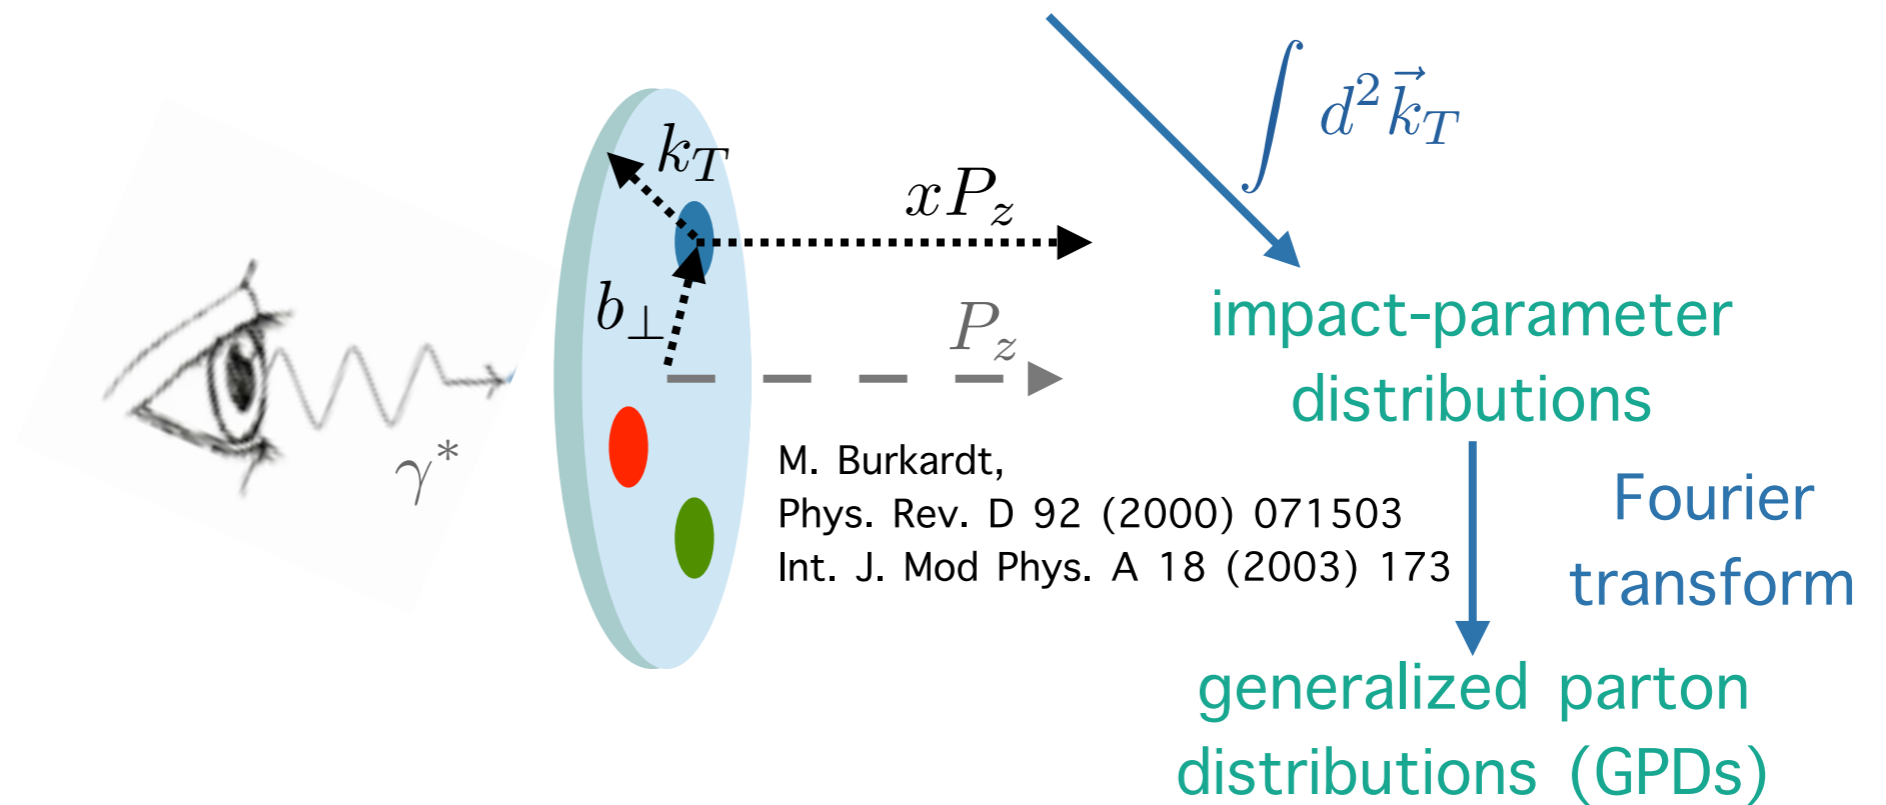 ∫ d²k⃗_T
k_T
xP_z
b_⊥
P_z
γ*
impact-parameter
distributions
M. Burkardt,
Phys. Rev. D 92 (2000) 071503
Int. J. Mod Phys. A 18 (2003) 173
Fourier
transform
generalized parton
distributions (GPDs)